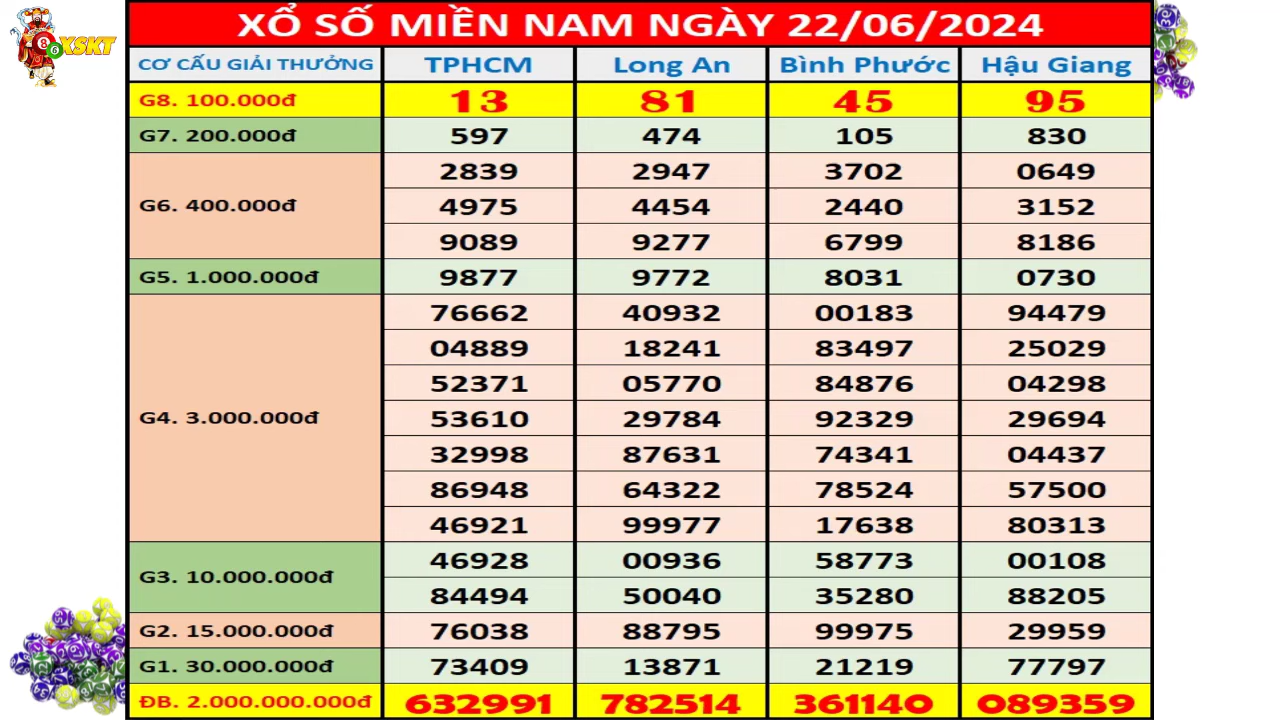 XSKT
XỔ SỐ MIỀN NAM NGÀY 22/06/2024
CƠ CẤU GIẢI THƯỞNG TPHCM Long An Bình Phước Hậu Giang
G8. 100.000đ 13 81 45 95
G7. 200.000đ 597 474 105 830
2839 2947 3702 0649
G6. 400.000đ 4975 4454 2440 3152
9089 9277 6799 8186
G5. 1.000.000đ 9877 9772 8031 0730
76662 40932 00183 94479
04889 18241 83497 25029
52371 05770 84876 04298
G4. 3.000.000đ 53610 29784 92329 29694
32998 87631 74341 04437
86948 64322 78524 57500
46921 99977 17638 80313
G3. 10.000.000đ 46928 00936 58773 00108
84494 50040 35280 88205
G2. 15.000.000đ 76038 88795 99975 29959
G1. 30.000.000đ 73409 13871 21219 77797
ĐB. 2.000.000.000đ 632991 782514 361140 089359